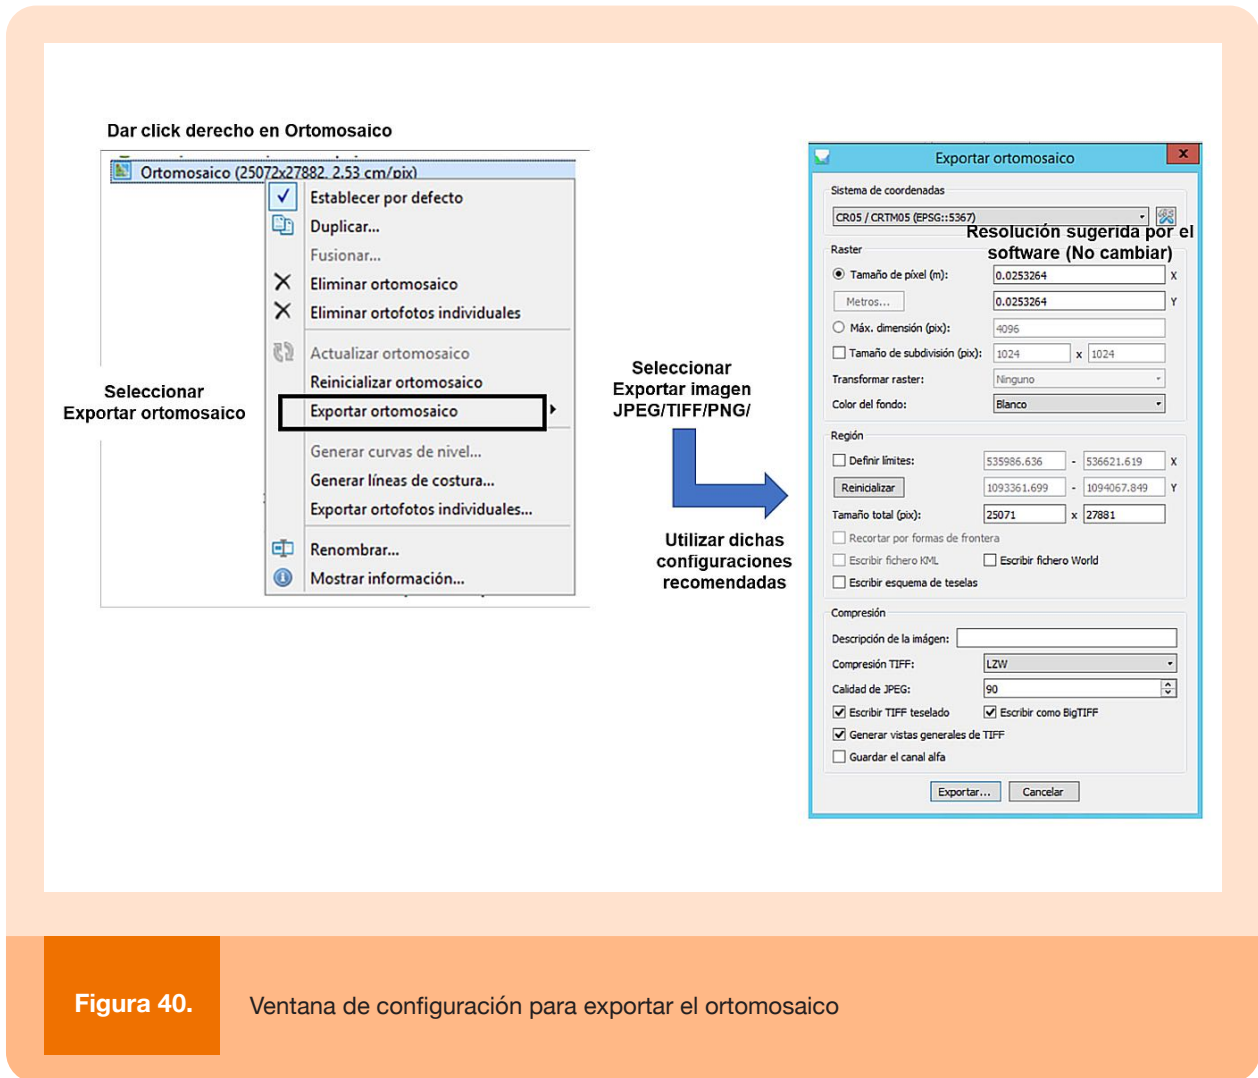 Dar click derecho en Ortomosaico
Ortomosaico (25072x27882, 2.53 cm/pix)
Establecer por defecto
Duplicar...
Fusionar...
Eliminar ortomosaico
Eliminar ortofotos individuales
Actualizar ortomosaico
Reinicializar ortomosaico
Exportar ortomosaico
Generar curvas de nivel...
Generar líneas de costura...
Exportar ortofotos individuales...
Renombrar...
Mostrar información...
Seleccionar
Exportar ortomosaico
Seleccionar
Exportar imagen
JPEG/TIFF/PNG/
Utilizar dichas
configuraciones
recomendadas
Exportar ortomosaico x
Sistema de coordenadas
CR05 / CRTM05 (EPSG::5367)
Resolución sugerida por el
software (No cambiar)
Raster
Tamaño de píxel (m): 0.0253264 X
Metros... 0.0253264 Y
Máx. dimensión (pix): 4096
Tamaño de subdivisión (pix): 1024 x 1024
Transformar raster: Ninguno
Color del fondo: Blanco
Región
Definir límites: 535986.636 - 536621.619 X
Reinicializar 1093361.699 - 1094067.849 Y
Tamaño total (pix): 25071 x 27881
Recortar por formas de frontera
Escribir fichero KML Escribir fichero World
Escribir esquema de teselas
Compresión
Descripción de la imágen:
Compresión TIFF: LZW
Calidad de JPEG: 90
Escribir TIFF teselado Escribir como BigTIFF
Generar vistas generales de TIFF
Guardar el canal alfa
Exportar... Cancelar
Figura 40. Ventana de configuración para exportar el ortomosaico